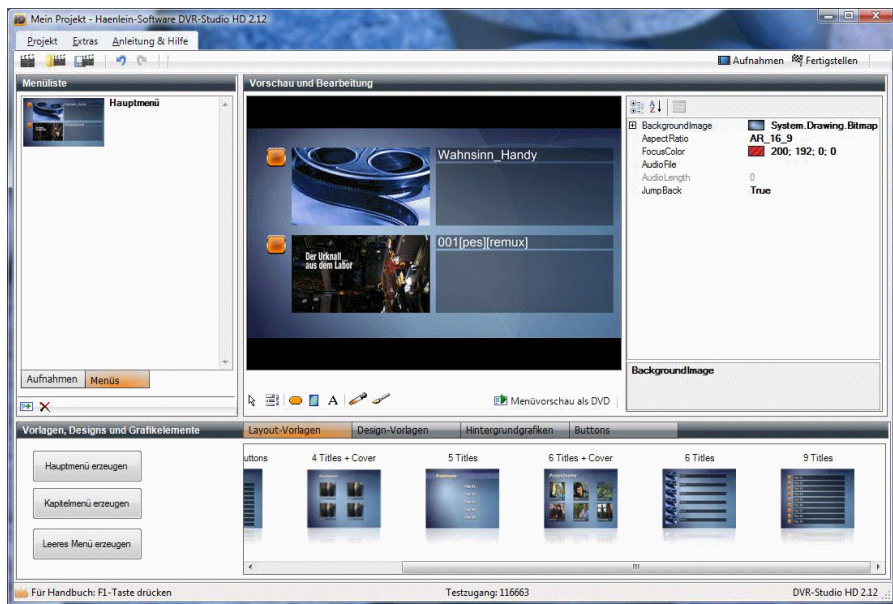 Mein Projekt - Haenlein-Software DVR-Studio HD 2.12
Projekt Extras Anleitung & Hilfe
Aufnahmen Fertigstellen
Menüliste
Hauptmenü
Aufnahmen Menüs
Vorschau und Bearbeitung
Wahnsinn_Handy
Der Urknall
aus dem Labor
001[pes][remux]
A
Menüvorschau als DVD
BackgroundImage System.Drawing.Bitmap
AspectRatio AR_16_9
FocusColor 200; 192; 0; 0
AudioFile
AudioLength 0
JumpBack True
BackgroundImage
Vorlagen, Designs und Grafikelemente
Layout-Vorlagen Design-Vorlagen Hintergrundgrafiken Buttons
Hauptmenü erzeugen
Kapitelmenü erzeugen
Leeres Menü erzeugen
uttons 4 Titles + Cover 5 Titles 6 Titles + Cover 6 Titles 9 Titles
Für Handbuch: F1-Taste drücken Testzugang: 116663 DVR-Studio HD 2.12